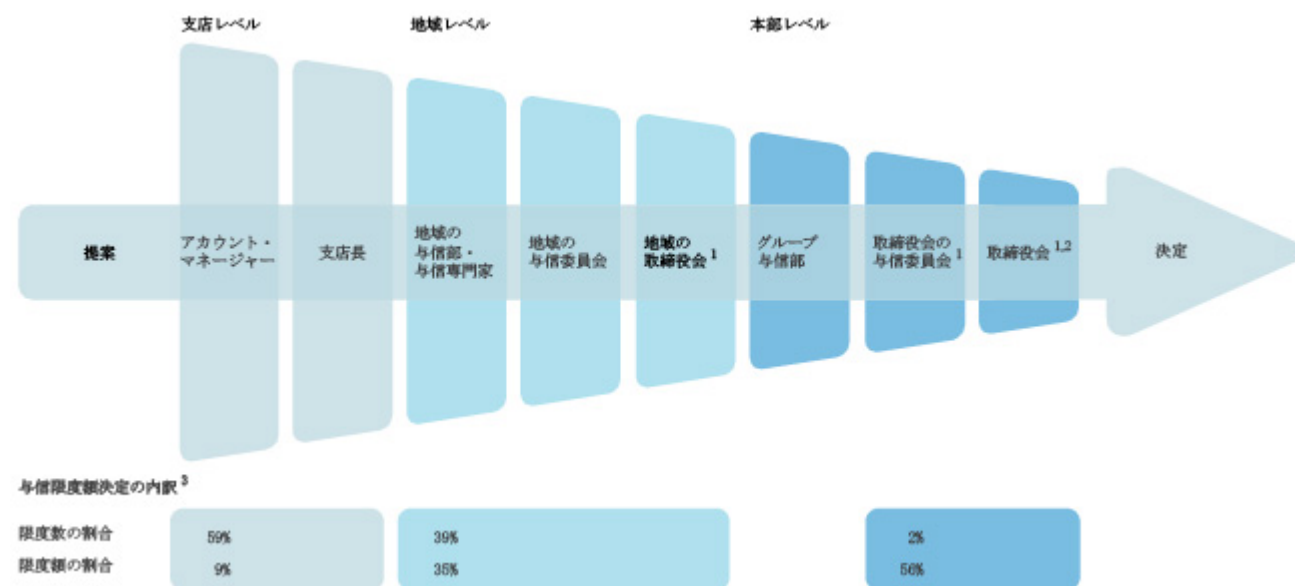 支店レベル
地域レベル
本部レベル
提案
アカウント・
マネージャー
支店長
地域の
与信部・
与信専門家
地域の
与信委員会
地域の
取締役会1
グループ
与信部
取締役会の
与信委員会1
取締役会1,2
決定
与信限度額決定の内訳3
限度数の割合 59% 39% 2%
限度額の割合 9% 35% 56%